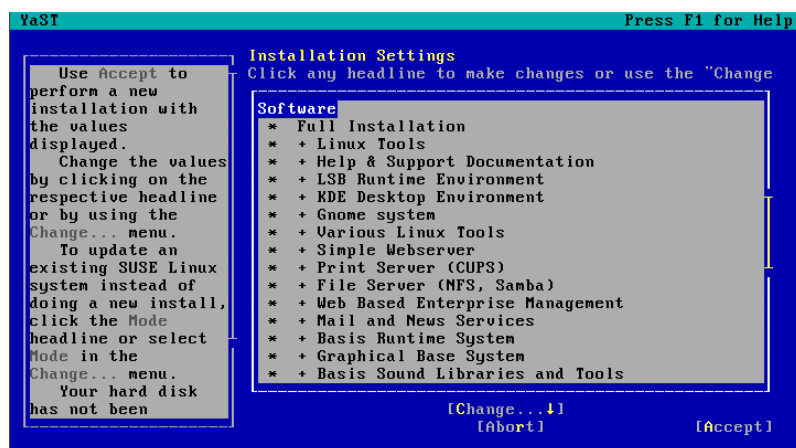 YaST Press F1 for Help
Installation Settings
Click any headline to make changes or use the "Change
Use Accept to
perform a new
installation with
the values
displayed.
Change the values
by clicking on the
respective headline
or by using the
Change... menu.
To update an
existing SUSE Linux
system instead of
doing a new install,
click the Mode
headline or select
Mode in the
Change... menu.
Your hard disk
has not been
Software
* Full Installation
* + Linux Tools
* + Help & Support Documentation
* + LSB Runtime Environment
* + KDE Desktop Environment
* + Gnome system
* + Various Linux Tools
* + Simple Webserver
* + Print Server (CUPS)
* + File Server (NFS, Samba)
* + Web Based Enterprise Management
* + Mail and News Services
* + Basis Runtime System
* + Graphical Base System
* + Basis Sound Libraries and Tools
[Change...↓]
[Abort] [Accept]